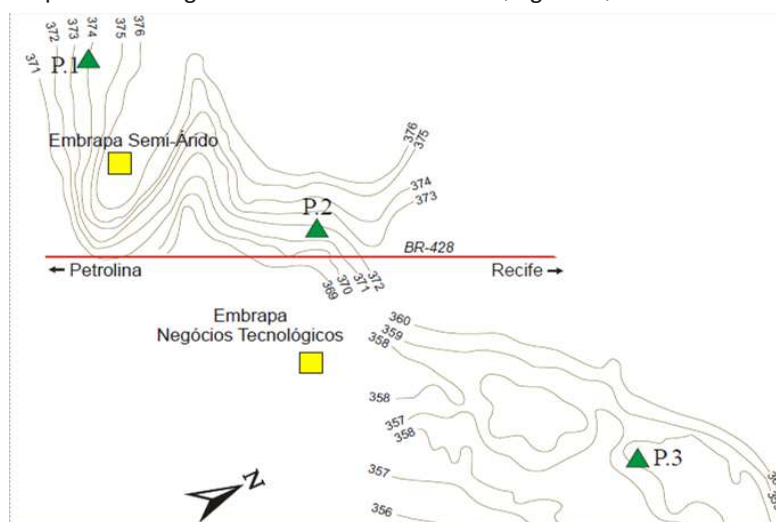 371
372
373
374
375
376
P.1
Embrapa Semi-Árido
376
375
374
373
P.2
BR-428
← Petrolina
Recife →
369
370
371
372
Embrapa
Negócios Tecnológicos
360
359
358
358
357
358
357
356
P.3
N